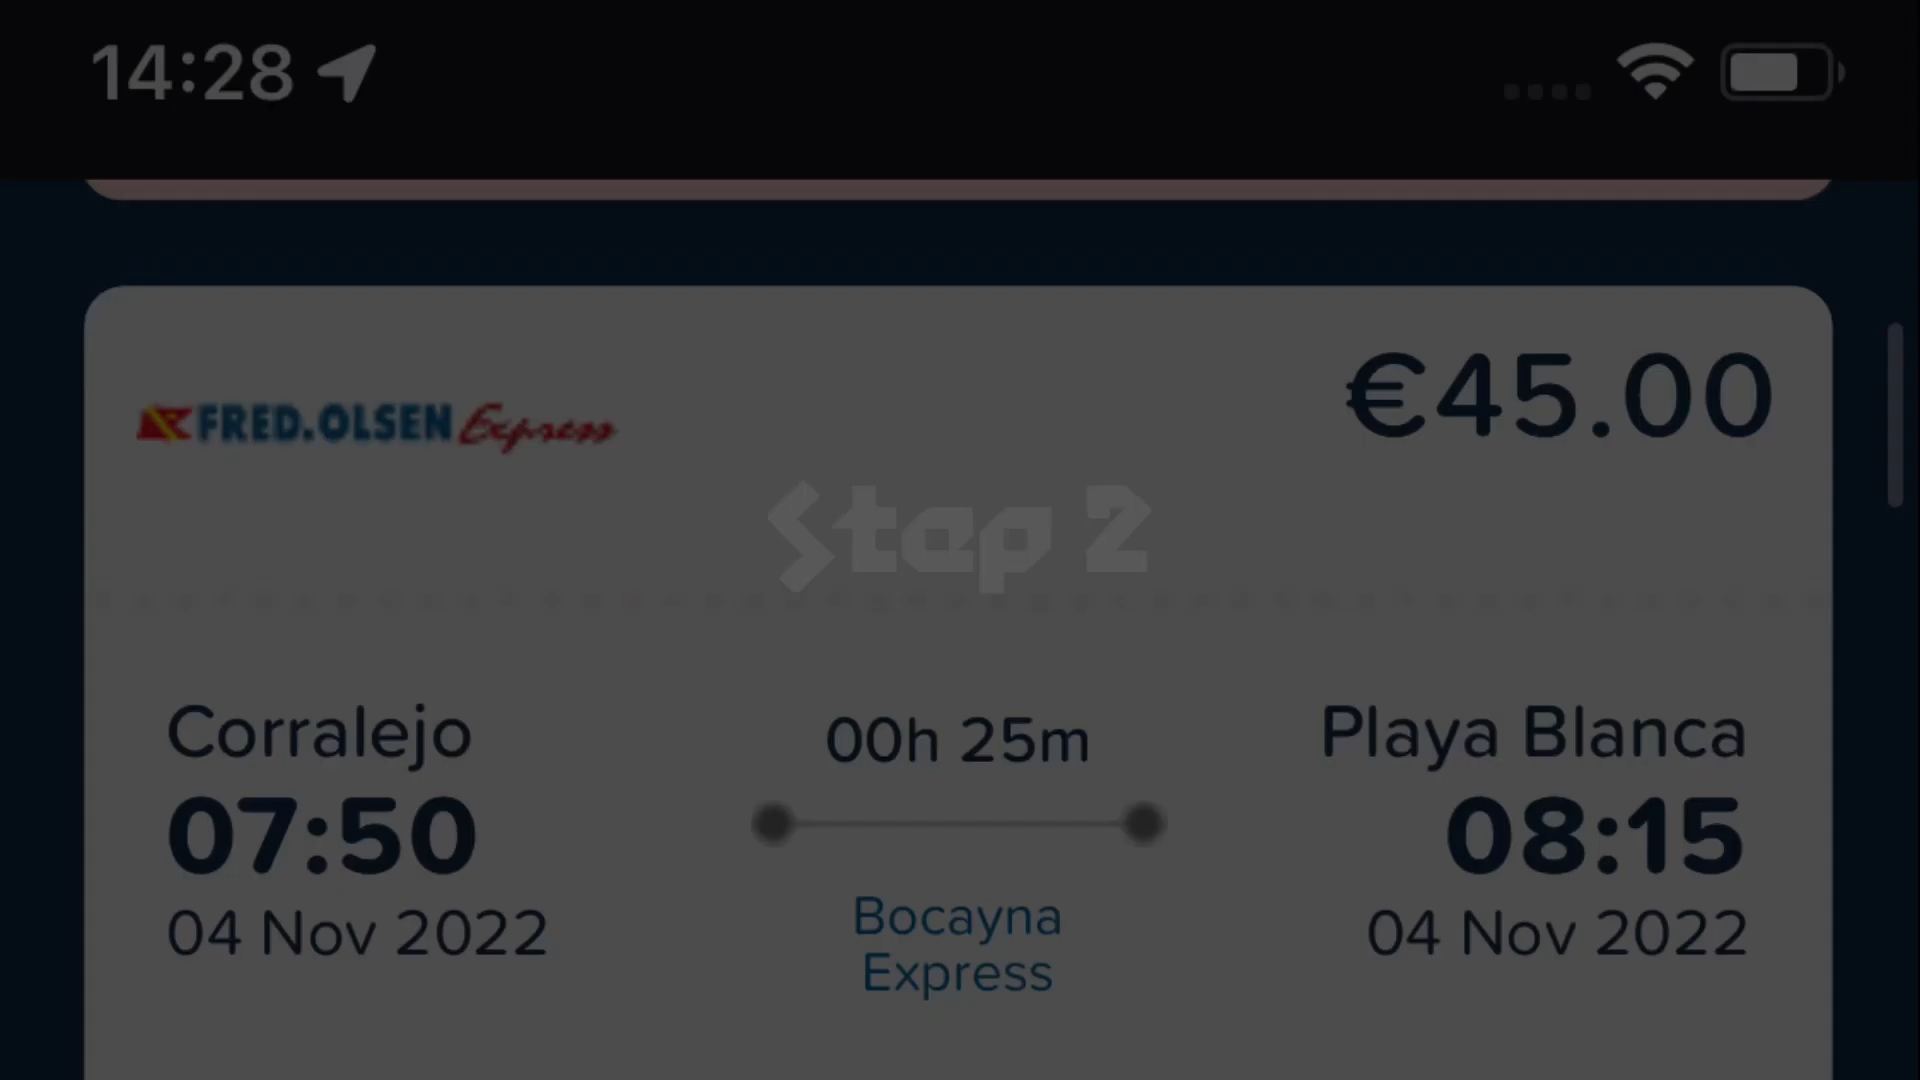 14:28
FRED.OLSEN Express
€45.00
Stap 2
Corralejo
00h 25m
Playa Blanca
07:50
08:15
04 Nov 2022
Bocayna
Express
04 Nov 2022